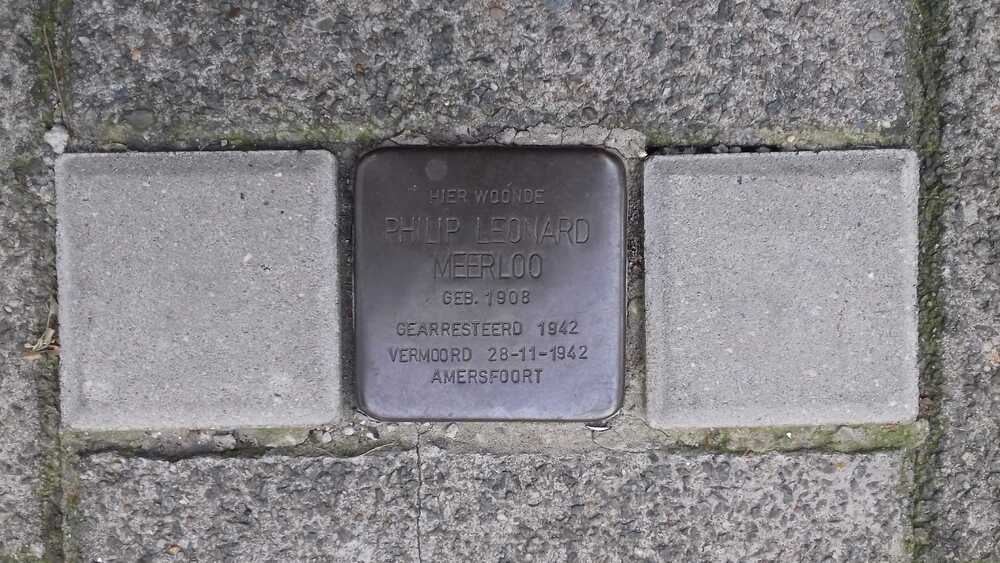 HIER WOONDE
PHILIP LEONARD
MEERLOO
GEB. 1908
GEARRESTEERD 1942
VERMOORD 28-11-1942
AMERSFOORT